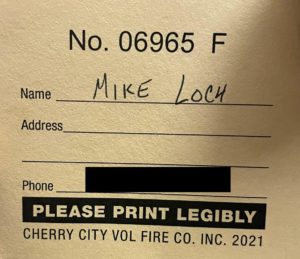 No. 06965 F
Name MIKE LOCH
Address
Phone
PLEASE PRINT LEGIBLY
CHERRY CITY VOL FIRE CO. INC. 2021